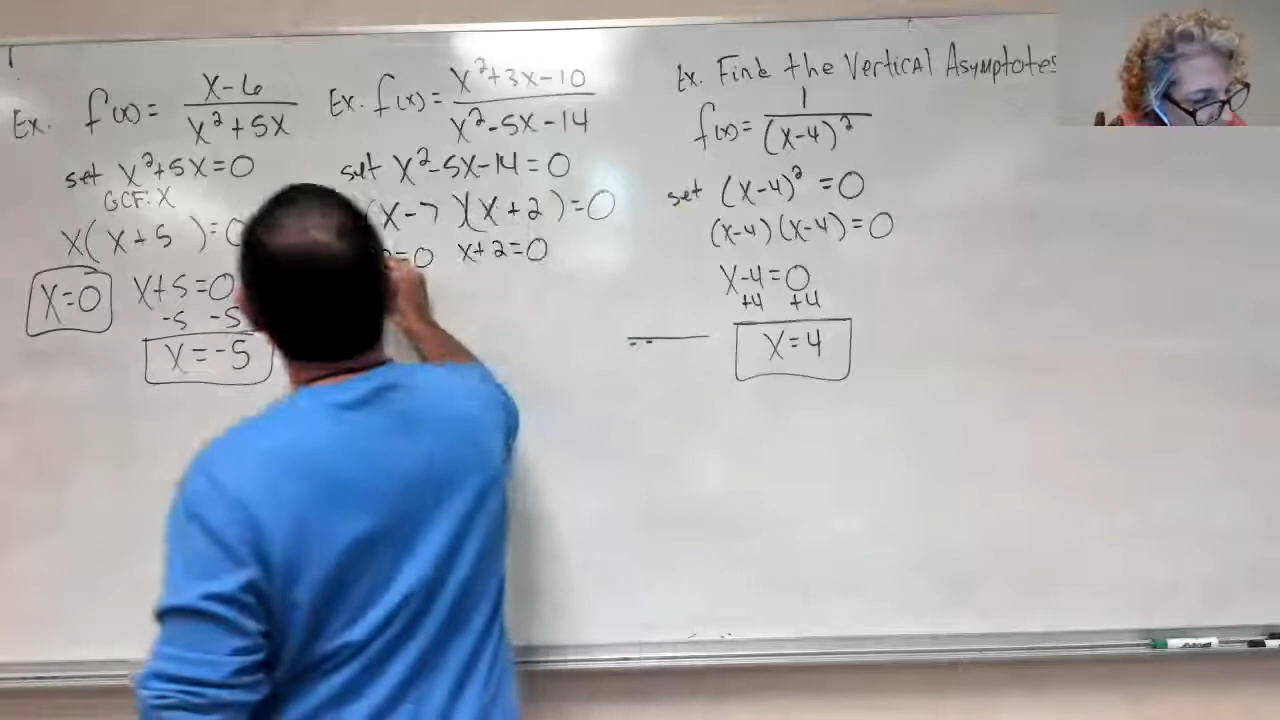 Ex. f(x) = x-6 / x²+5x
set x²+5x=0
GCF: X
x(x+5)=0
x=0
x+5=0
-5 -5
x=-5
Ex. f(x) = x²+3x-10 / x²-5x-14
set x²-5x-14=0
(x-7)(x+2)=0
=0 x+2=0
Ex. Find the Vertical Asymptotes
f(x) = 1 / (x-4)²
set (x-4)²=0
(x-4)(x-4)=0
x-4=0
+4 +4
x=4